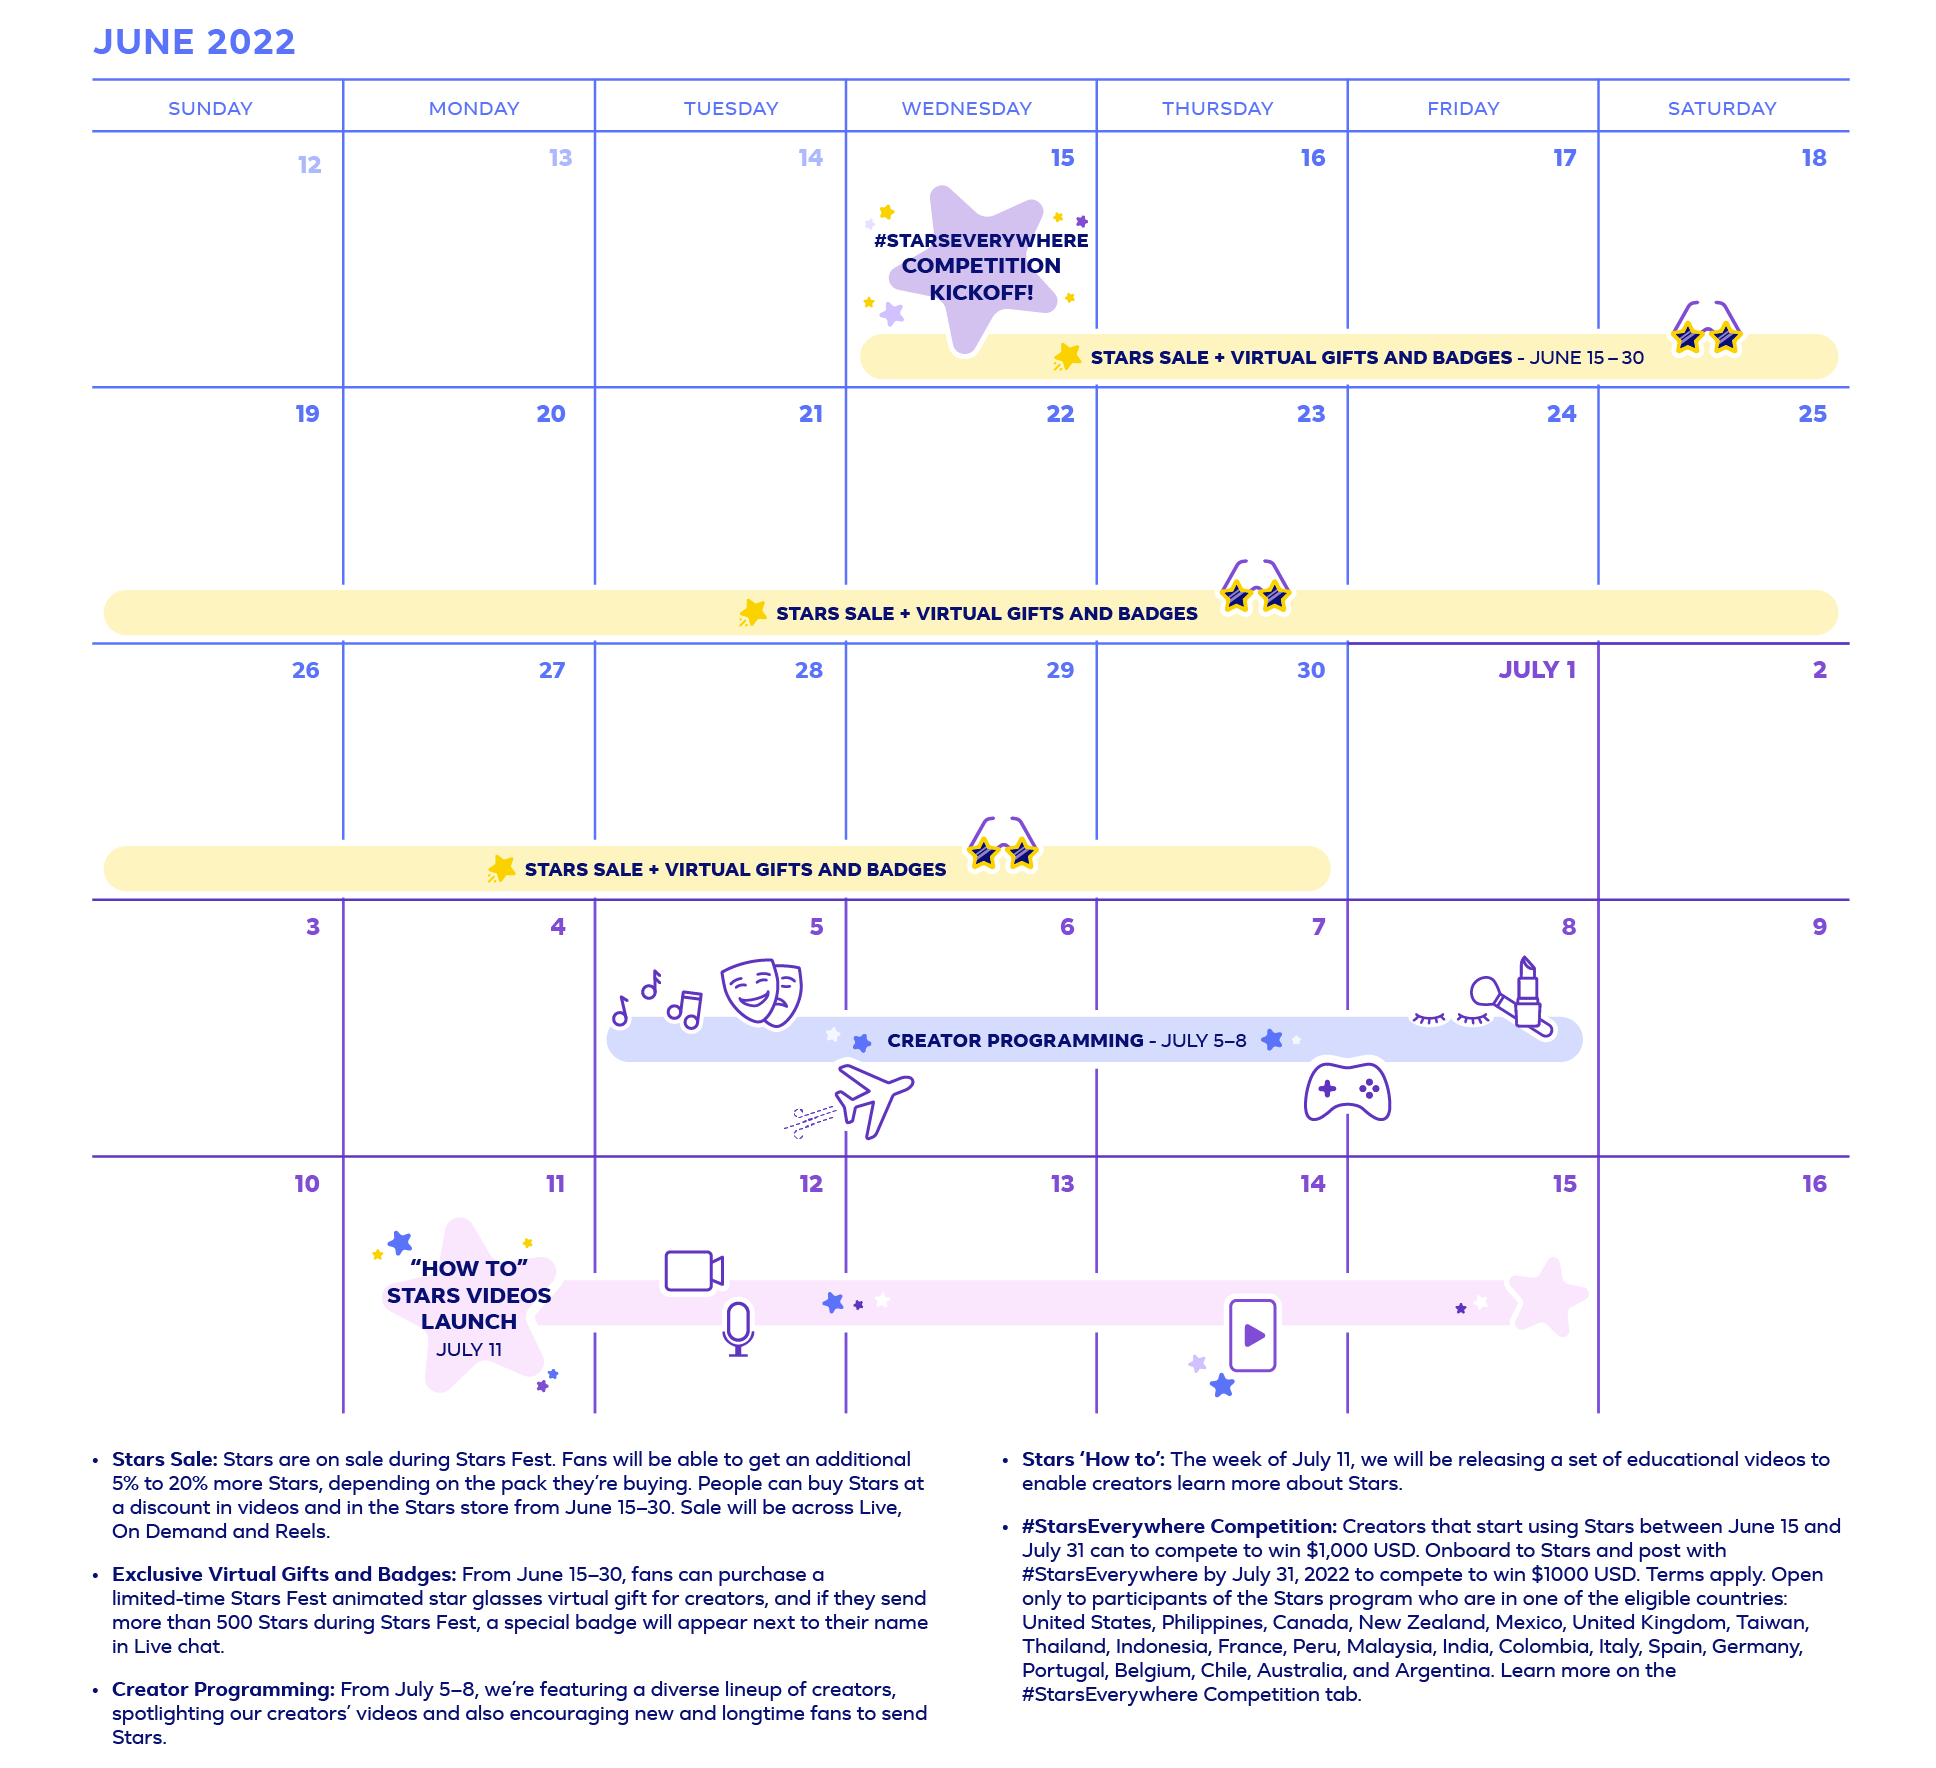 JUNE 2022
SUNDAY MONDAY TUESDAY WEDNESDAY THURSDAY FRIDAY SATURDAY
12 13 14 15 16 17 18
#STARSEVERYWHERE
COMPETITION
KICKOFF!
STARS SALE + VIRTUAL GIFTS AND BADGES - JUNE 15 – 30
19 20 21 22 23 24 25
STARS SALE + VIRTUAL GIFTS AND BADGES
26 27 28 29 30 JULY 1 2
STARS SALE + VIRTUAL GIFTS AND BADGES
3 4 5 6 7 8 9
CREATOR PROGRAMMING - JULY 5–8
10 11 12 13 14 15 16
“HOW TO”
STARS VIDEOS
LAUNCH
JULY 11
• Stars Sale: Stars are on sale during Stars Fest. Fans will be able to get an additional
5% to 20% more Stars, depending on the pack they’re buying. People can buy Stars at
a discount in videos and in the Stars store from June 15–30. Sale will be across Live,
On Demand and Reels.
• Exclusive Virtual Gifts and Badges: From June 15–30, fans can purchase a
limited-time Stars Fest animated star glasses virtual gift for creators, and if they send
more than 500 Stars during Stars Fest, a special badge will appear next to their name
in Live chat.
• Creator Programming: From July 5–8, we’re featuring a diverse lineup of creators,
spotlighting our creators’ videos and also encouraging new and longtime fans to send
Stars.
• Stars ‘How to’: The week of July 11, we will be releasing a set of educational videos to
enable creators learn more about Stars.
• #StarsEverywhere Competition: Creators that start using Stars between June 15 and
July 31 can to compete to win $1,000 USD. Onboard to Stars and post with
#StarsEverywhere by July 31, 2022 to compete to win $1000 USD. Terms apply. Open
only to participants of the Stars program who are in one of the eligible countries:
United States, Philippines, Canada, New Zealand, Mexico, United Kingdom, Taiwan,
Thailand, Indonesia, France, Peru, Malaysia, India, Colombia, Italy, Spain, Germany,
Portugal, Belgium, Chile, Australia, and Argentina. Learn more on the
#StarsEverywhere Competition tab.